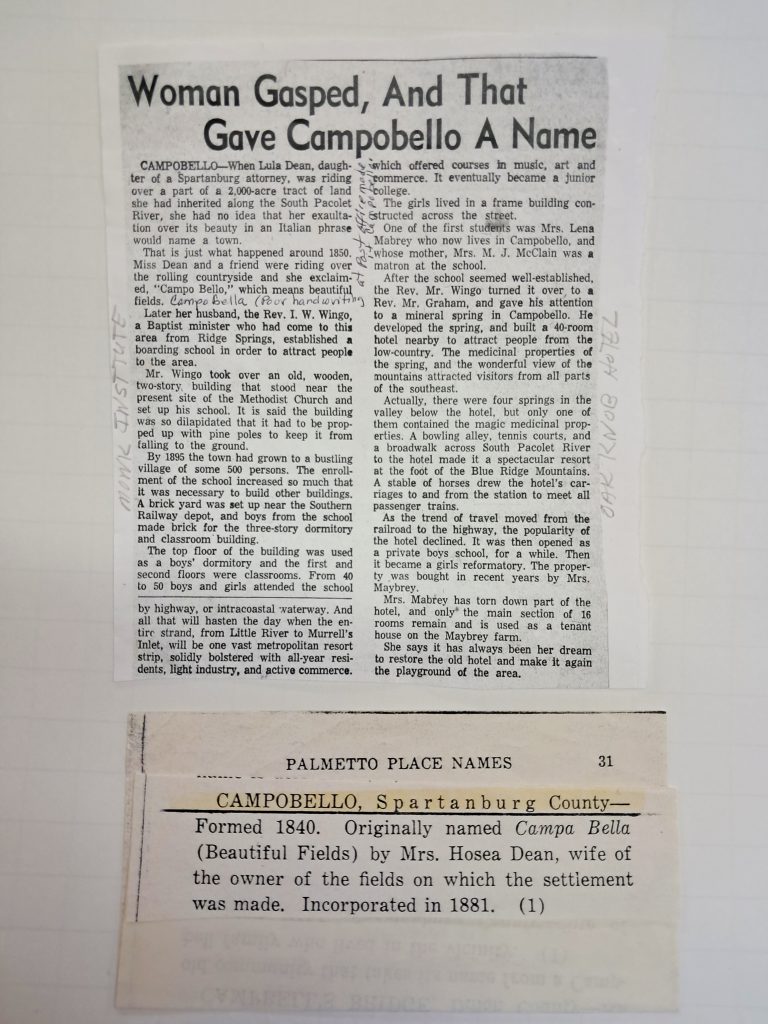 Woman Gasped, And That
Gave Campobello A Name
CAMPOBELLO—When Lula Dean, daugh-
ter of a Spartanburg attorney, was riding
over a part of a 2,000-acre tract of land
she had inherited along the South Pacolet
River, she had no idea that her exaulta-
tion over its beauty in an Italian phrase
would name a town.
That is just what happened around 1850.
Miss Dean and a friend were riding over
the rolling countryside and she exclaim-
ed, "Campo Bello," which means beautiful
fields. Campo Bella (Poor handwriting
at Post Office made
Later her husband, the Rev. I. W. Wingo,
a Baptist minister who had come to this
area from Ridge Springs, established a
boarding school in order to attract people
to the area.
Mr. Wingo took over an old, wooden,
two-story building that stood near the
present site of the Methodist Church and
set up his school. It is said the building
was so dilapidated that it had to be prop-
ped up with pine poles to keep it from
falling to the ground.
By 1895 the town had grown to a bustling
village of some 500 persons. The enroll-
ment of the school increased so much that
it was necessary to build other buildings.
A brick yard was set up near the Southern
Railway depot, and boys from the school
made brick for the three-story dormitory
and classroom building.
The top floor of the building was used
as a boys' dormitory and the first and
second floors were classrooms. From 40
to 50 boys and girls attended the school
by highway, or intracoastal waterway. And
all that will hasten the day when the en-
tire strand, from Little River to Murrell's
Inlet, will be one vast metropolitan resort
strip, solidly bolstered with all-year resi-
dents, light industry, and active commerce.
INSTITUTE
which offered courses in music, art and
commerce. It eventually became a junior
college.
The girls lived in a frame building con-
structed across the street.
One of the first students was Mrs. Lena
Mabrey who now lives in Campobello, and
whose mother, Mrs. M. J. McClain was a
matron at the school.
After the school seemed well-established,
the Rev. Mr. Wingo turned it over to a
Rev. Mr. Graham, and gave his attention
to a mineral spring in Campobello. He
developed the spring, and built a 40-room
hotel nearby to attract people from the
low-country. The medicinal properties of
the spring, and the wonderful view of the
mountains attracted visitors from all parts
of the southeast.
Actually, there were four springs in the
valley below the hotel, but only one of
them contained the magic medicinal prop-
erties. A bowling alley, tennis courts, and
a broadwalk across South Pacolet River
to the hotel made it a spectacular resort
at the foot of the Blue Ridge Mountains.
A stable of horses drew the hotel's car-
riages to and from the station to meet all
passenger trains.
As the trend of travel moved from the
railroad to the highway, the popularity of
the hotel declined. It was then opened as
a private boys school, for a while. Then
it became a girls reformatory. The proper-
ty was bought in recent years by Mrs.
Maybrey.
Mrs. Mabrey has torn down part of the
hotel, and only the main section of 16
rooms remain and is used as a tenant
house on the Maybrey farm.
She says it has always been her dream
to restore the old hotel and make it again
the playground of the area.
OAK KNOB HOTEL
PALMETTO PLACE NAMES 31
CAMPOBELLO, Spartanburg County—
Formed 1840. Originally named Campa Bella
(Beautiful Fields) by Mrs. Hosea Dean, wife of
the owner of the fields on which the settlement
was made. Incorporated in 1881. (1)